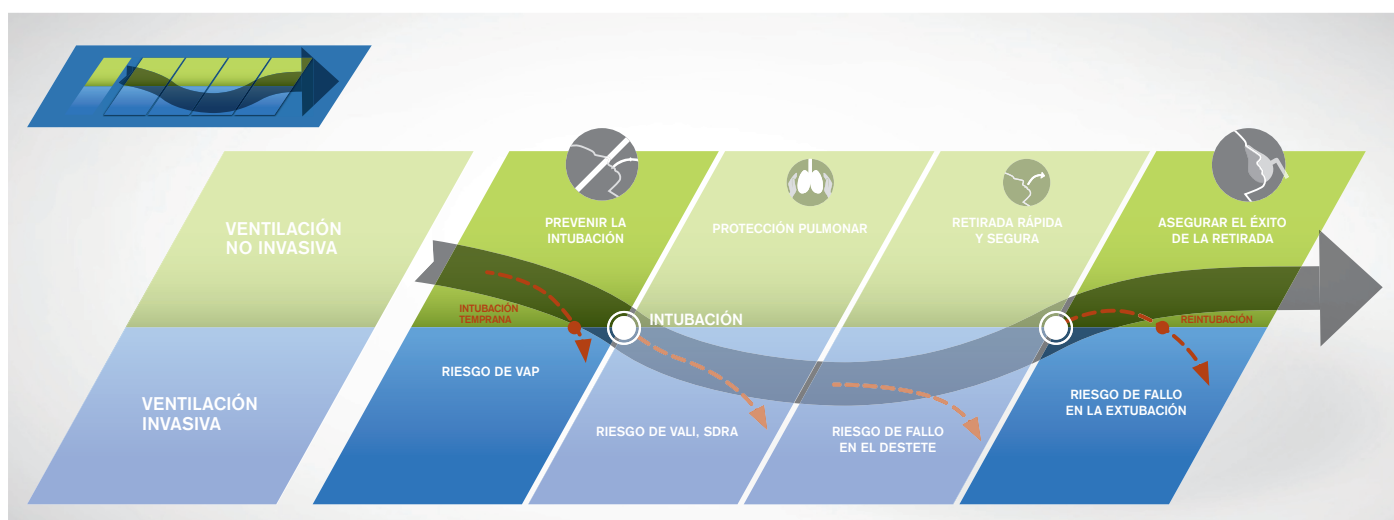 PREVENIR LA
INTUBACIÓN
PROTECCIÓN PULMONAR
RETIRADA RÁPIDA
Y SEGURA
ASEGURAR EL ÉXITO
DE LA RETIRADA
VENTILACIÓN
NO INVASIVA
INTUBACIÓN
TEMPRANA
INTUBACIÓN
REINTUBACIÓN
VENTILACIÓN
INVASIVA
RIESGO DE VAP
RIESGO DE VALI, SDRA
RIESGO DE FALLO
EN EL DESTETE
RIESGO DE FALLO
EN LA EXTUBACIÓN